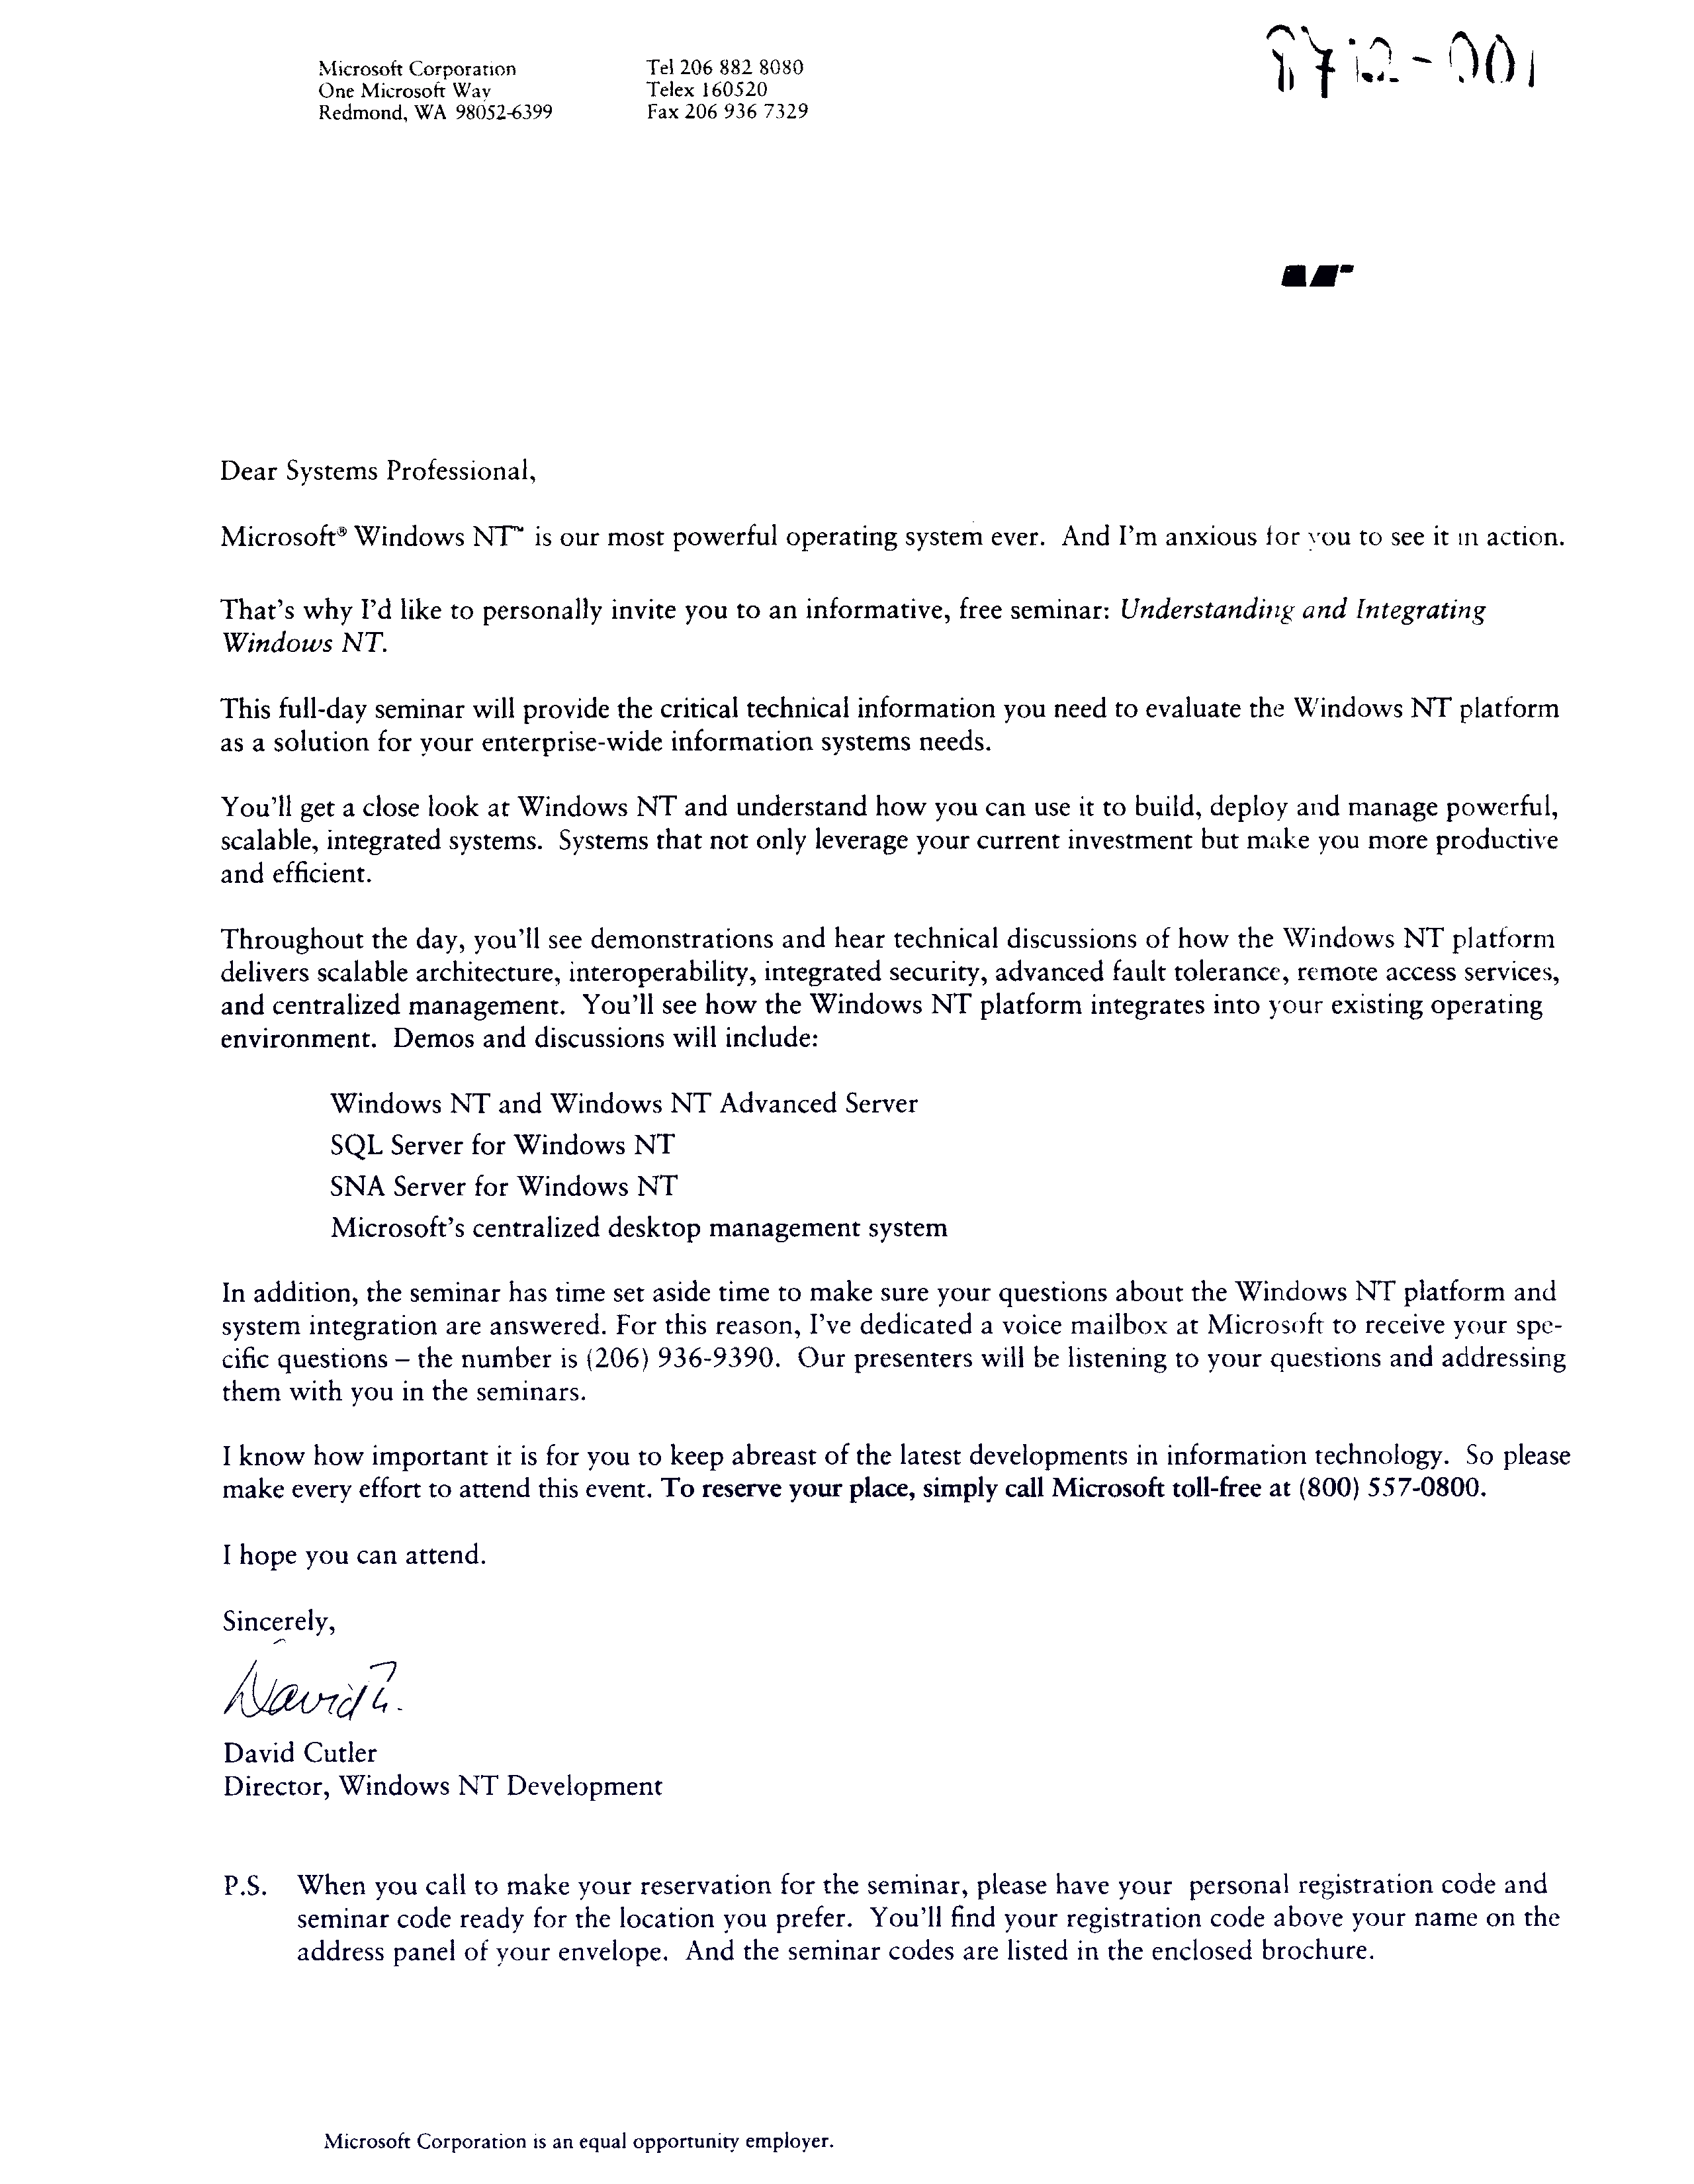 Microsoft Corporation
One Microsoft Way
Redmond, WA 98052-6399
Tel 206 882 8080
Telex 160520
Fax 206 936 7329
Dear Systems Professional,
Microsoft® Windows NT™ is our most powerful operating system ever. And I'm anxious for you to see it in action.
That's why I'd like to personally invite you to an informative, free seminar: Understanding and Integrating
Windows NT.
This full-day seminar will provide the critical technical information you need to evaluate the Windows NT platform
as a solution for your enterprise-wide information systems needs.
You'll get a close look at Windows NT and understand how you can use it to build, deploy and manage powerful,
scalable, integrated systems. Systems that not only leverage your current investment but make you more productive
and efficient.
Throughout the day, you'll see demonstrations and hear technical discussions of how the Windows NT platform
delivers scalable architecture, interoperability, integrated security, advanced fault tolerance, remote access services,
and centralized management. You'll see how the Windows NT platform integrates into your existing operating
environment. Demos and discussions will include:
Windows NT and Windows NT Advanced Server
SQL Server for Windows NT
SNA Server for Windows NT
Microsoft's centralized desktop management system
In addition, the seminar has time set aside time to make sure your questions about the Windows NT platform and
system integration are answered. For this reason, I've dedicated a voice mailbox at Microsoft to receive your spe-
cific questions – the number is (206) 936-9390. Our presenters will be listening to your questions and addressing
them with you in the seminars.
I know how important it is for you to keep abreast of the latest developments in information technology. So please
make every effort to attend this event. To reserve your place, simply call Microsoft toll-free at (800) 557-0800.
I hope you can attend.
Sincerely,
David Cutler
Director, Windows NT Development
P.S. When you call to make your reservation for the seminar, please have your personal registration code and
seminar code ready for the location you prefer. You'll find your registration code above your name on the
address panel of your envelope. And the seminar codes are listed in the enclosed brochure.
Microsoft Corporation is an equal opportunity employer.